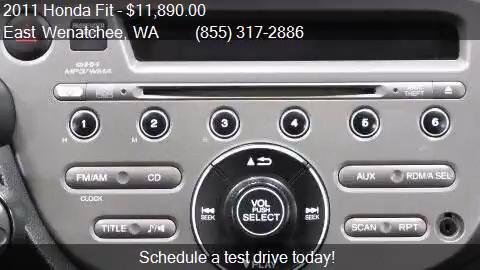 2011 Honda Fit - $11,890.00
East Wenatchee, WA (855) 317-2886
MP3/WMA
1 2 3 4 5 6
H M
FM/AM CD AUX RDM/A.SEL
CLOCK
VOL
PUSH
SELECT
SEEK SEEK
TITLE SCAN RPT
PLAY
Schedule a test drive today!